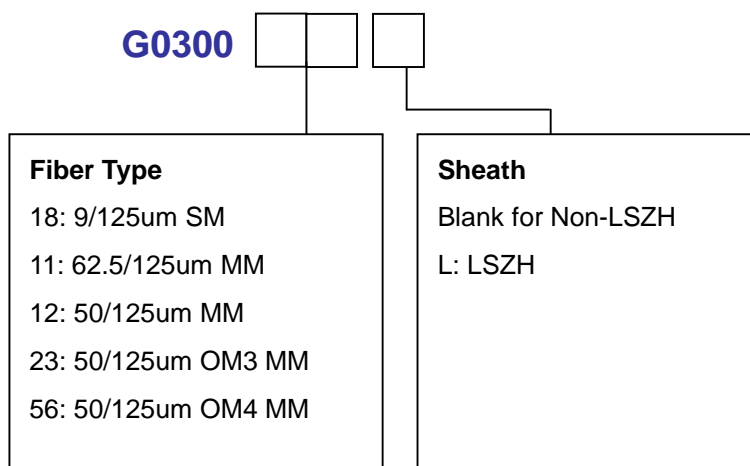 G0300
Fiber Type
18: 9/125um SM
11: 62.5/125um MM
12: 50/125um MM
23: 50/125um OM3 MM
56: 50/125um OM4 MM
Sheath
Blank for Non-LSZH
L: LSZH